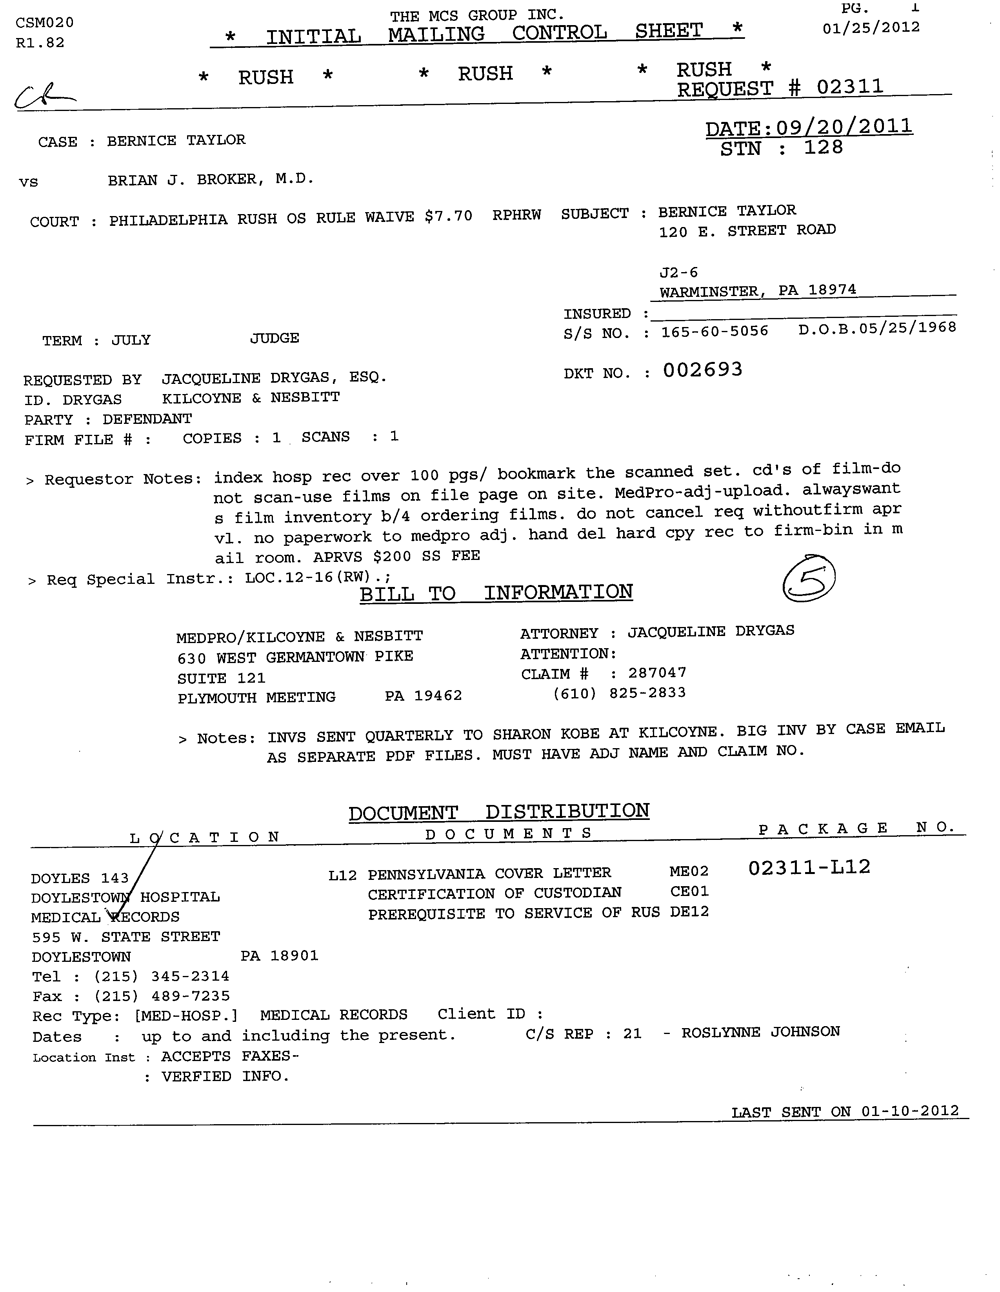 CSM020
R1.82
THE MCS GROUP INC.
* INITIAL MAILING CONTROL SHEET *
PG. 1
01/25/2012
* RUSH * * RUSH * * RUSH *
REQUEST # 02311
CR
DATE:09/20/2011
STN : 128
CASE : BERNICE TAYLOR
vs BRIAN J. BROKER, M.D.
COURT : PHILADELPHIA RUSH OS RULE WAIVE $7.70 RPHRW SUBJECT : BERNICE TAYLOR
120 E. STREET ROAD
J2-6
WARMINSTER, PA 18974
INSURED :
TERM : JULY JUDGE S/S NO. : 165-60-5056 D.O.B.05/25/1968
REQUESTED BY JACQUELINE DRYGAS, ESQ. DKT NO. : 002693
ID. DRYGAS KILCOYNE & NESBITT
PARTY : DEFENDANT
FIRM FILE # : COPIES : 1 SCANS : 1
> Requestor Notes: index hosp rec over 100 pgs/ bookmark the scanned set. cd's of film-do
not scan-use films on file page on site. MedPro-adj-upload. alwayswant
s film inventory b/4 ordering films. do not cancel req withoutfirm apr
vl. no paperwork to medpro adj. hand del hard cpy rec to firm-bin in m
ail room. APRVS $200 SS FEE
> Req Special Instr.: LOC.12-16(RW).;
5
BILL TO INFORMATION
MEDPRO/KILCOYNE & NESBITT ATTORNEY : JACQUELINE DRYGAS
630 WEST GERMANTOWN PIKE ATTENTION:
SUITE 121 CLAIM # : 287047
PLYMOUTH MEETING PA 19462 (610) 825-2833
> Notes: INVS SENT QUARTERLY TO SHARON KOBE AT KILCOYNE. BIG INV BY CASE EMAIL
AS SEPARATE PDF FILES. MUST HAVE ADJ NAME AND CLAIM NO.
DOCUMENT DISTRIBUTION
LOCATION DOCUMENTS PACKAGE NO.
DOYLES 143 L12 PENNSYLVANIA COVER LETTER ME02 02311-L12
DOYLESTOWN HOSPITAL CERTIFICATION OF CUSTODIAN CE01
MEDICAL RECORDS PREREQUISITE TO SERVICE OF RUS DE12
595 W. STATE STREET
DOYLESTOWN PA 18901
Tel : (215) 345-2314
Fax : (215) 489-7235
Rec Type: [MED-HOSP.] MEDICAL RECORDS Client ID :
Dates : up to and including the present. C/S REP : 21 - ROSLYNNE JOHNSON
Location Inst : ACCEPTS FAXES-
: VERFIED INFO.
LAST SENT ON 01-10-2012